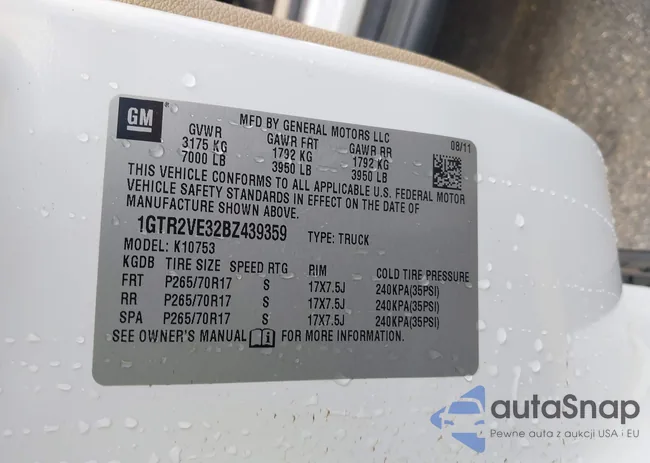 GM
MFD BY GENERAL MOTORS LLC
08/11
GVWR GAWR FRT GAWR RR
3175 KG 1792 KG 1792 KG
7000 LB 3950 LB 3950 LB
THIS VEHICLE CONFORMS TO ALL APPLICABLE U.S. FEDERAL MOTOR
VEHICLE SAFETY STANDARDS IN EFFECT ON THE DATE OF
MANUFACTURE SHOWN ABOVE.
1GTR2VE32BZ439359 TYPE: TRUCK
MODEL: K10753
KGDB TIRE SIZE SPEED RTG RIM COLD TIRE PRESSURE
FRT P265/70R17 S 17X7.5J 240KPA(35PSI)
RR P265/70R17 S 17X7.5J 240KPA(35PSI)
SPA P265/70R17 S 17X7.5J 240KPA(35PSI)
SEE OWNER'S MANUAL FOR MORE INFORMATION.
autoSnap
Pewne auta z aukcji USA i EU